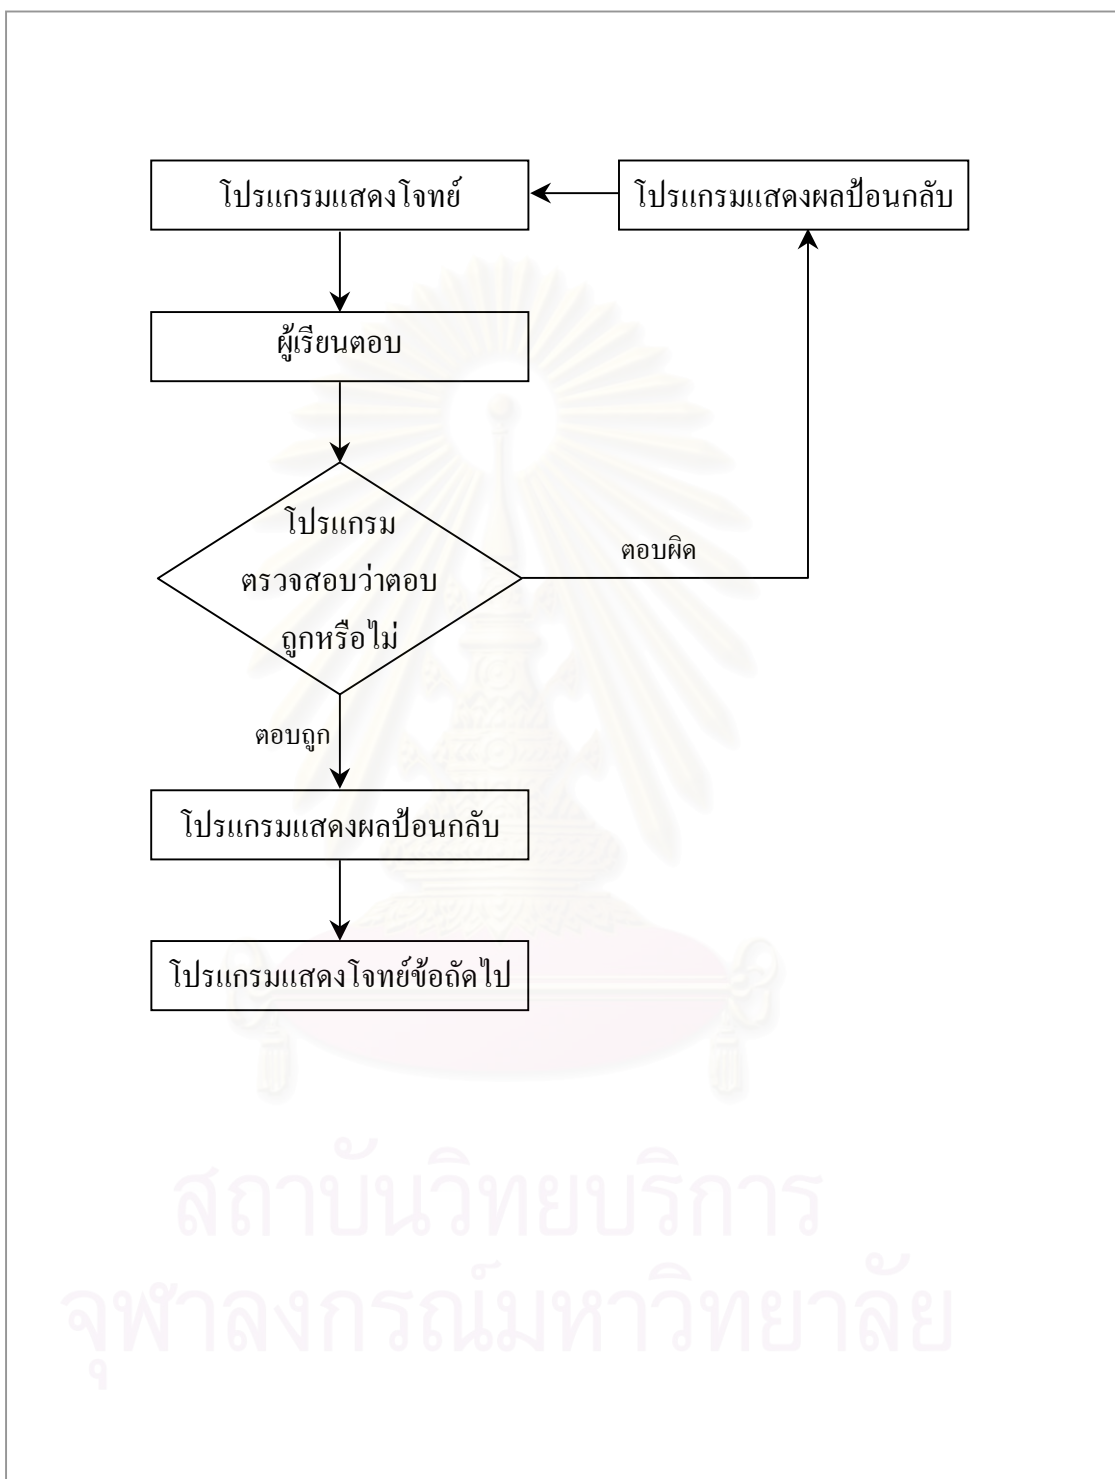 โปรแกรมแสดงโจทย์
โปรแกรมแสดงผลป้อนกลับ
ผู้เรียนตอบ
โปรแกรม
ตรวจสอบว่าตอบ
ถูกหรือไม่
ตอบผิด
ตอบถูก
โปรแกรมแสดงผลป้อนกลับ
โปรแกรมแสดงโจทย์ข้อถัดไป
สถาบันวิทยบริการ
จุฬาลงกรณ์มหาวิทยาลัย